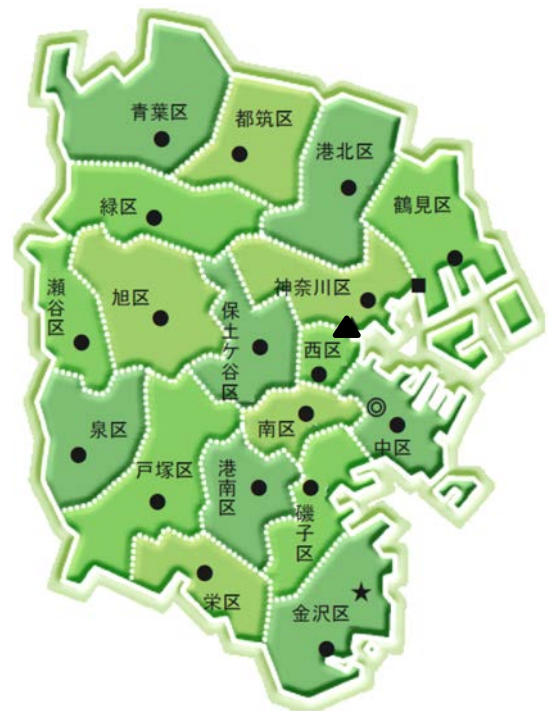 青葉区
都筑区
港北区
緑区
鶴見区
瀬谷区
旭区
保土ケ谷区
神奈川区
西区
泉区
戸塚区
港南区
南区
中区
磯子区
栄区
金沢区